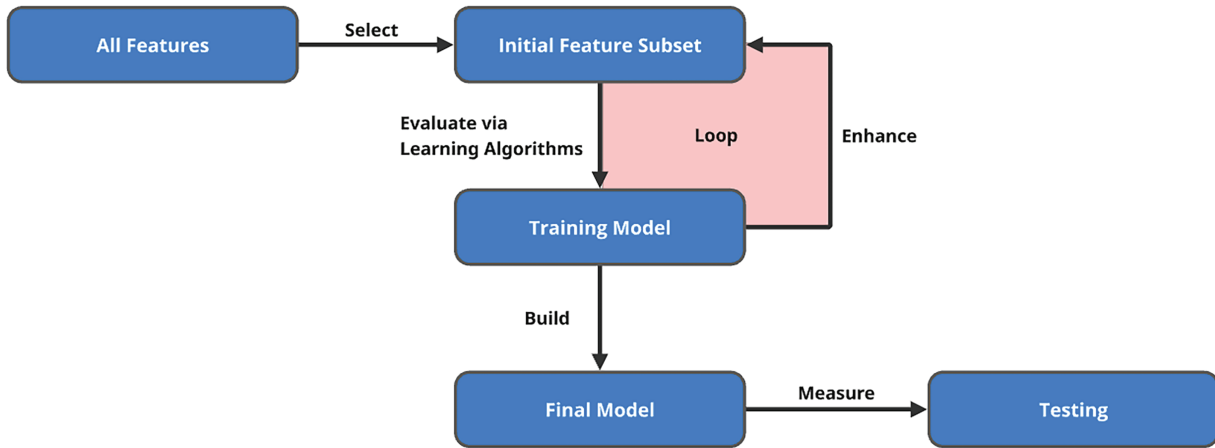 All Features
Select
Initial Feature Subset
Evaluate via
Learning Algorithms
Loop
Enhance
Training Model
Build
Final Model
Measure
Testing